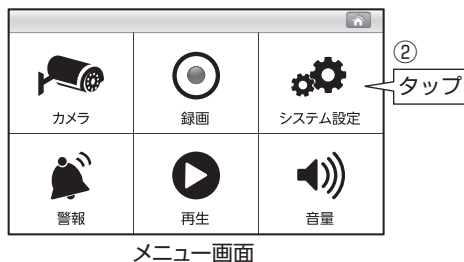 ②
タップ
カメラ
録画
システム設定
警報
再生
音量
メニュー画面